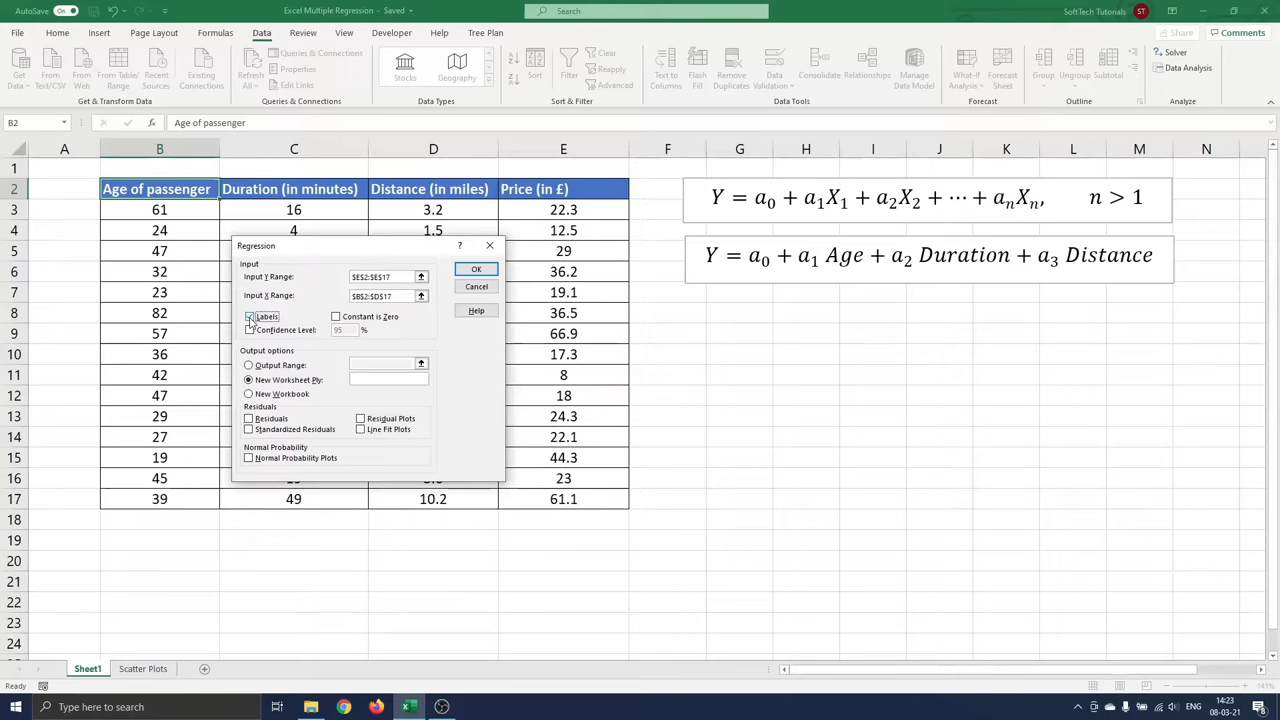 AutoSave On
Excel Multiple Regression - Saved
Search
SoftTech Tutorials ST
File Home Insert Page Layout Formulas Data Review View Developer Help Tree Plan
Share Comments
Get Data
From Text/CSV
From Web
From Table/ Range
Recent Sources
Existing Connections
Refresh All
Queries & Connections
Properties
Edit Links
Stocks
Geography
Sort
Filter
Clear
Reapply
Advanced
Text to Columns
Flash Fill
Remove Duplicates
Data Validation
Consolidate
Relationships
Manage Data Model
What-If Analysis
Forecast Sheet
Group
Ungroup
Subtotal
Solver
Data Analysis
Get & Transform Data
Queries & Connections
Data Types
Sort & Filter
Data Tools
Forecast
Outline
Analyze
B2
fx
Age of passenger
A B C D E F G H I J K L M N
1
2 Age of passenger Duration (in minutes) Distance (in miles) Price (in £)
3 61 16 3.2 22.3
4 24 4 1.5 12.5
5 47 29
6 32 36.2
7 23 19.1
8 82 36.5
9 57 66.9
10 36 17.3
11 42 8
12 47 18
13 29 24.3
14 27 22.1
15 19 44.3
16 45 23
17 39 49 10.2 61.1
18
19
20
21
22
23
24
Y = a₀ + a₁X₁ + a₂X₂ + ⋯ + aₙXₙ, n > 1
Y = a₀ + a₁ Age + a₂ Duration + a₃ Distance
Regression ?
Input
Input Y Range: $E$2:$E$17
Input X Range: $B$2:$D$17
Labels Constant is Zero
Confidence Level: 95 %
OK
Cancel
Help
Output options
Output Range:
New Worksheet Ply:
New Workbook
Residuals
Residuals Residual Plots
Standardized Residuals Line Fit Plots
Normal Probability
Normal Probability Plots
Sheet1 Scatter Plots
Ready
141%
Type here to search
14:23
08-03-21